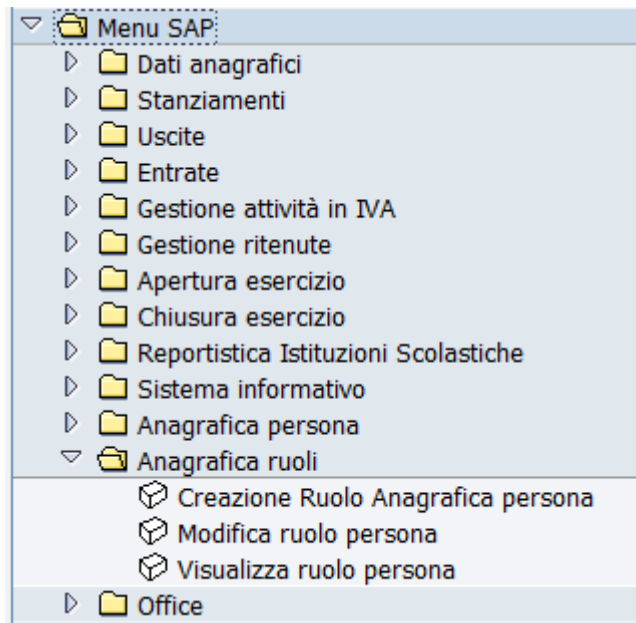 Menu SAP
Dati anagrafici
Stanziamenti
Uscite
Entrate
Gestione attività in IVA
Gestione ritenute
Apertura esercizio
Chiusura esercizio
Reportistica Istituzioni Scolastiche
Sistema informativo
Anagrafica persona
Anagrafica ruoli
Creazione Ruolo Anagrafica persona
Modifica ruolo persona
Visualizza ruolo persona
Office